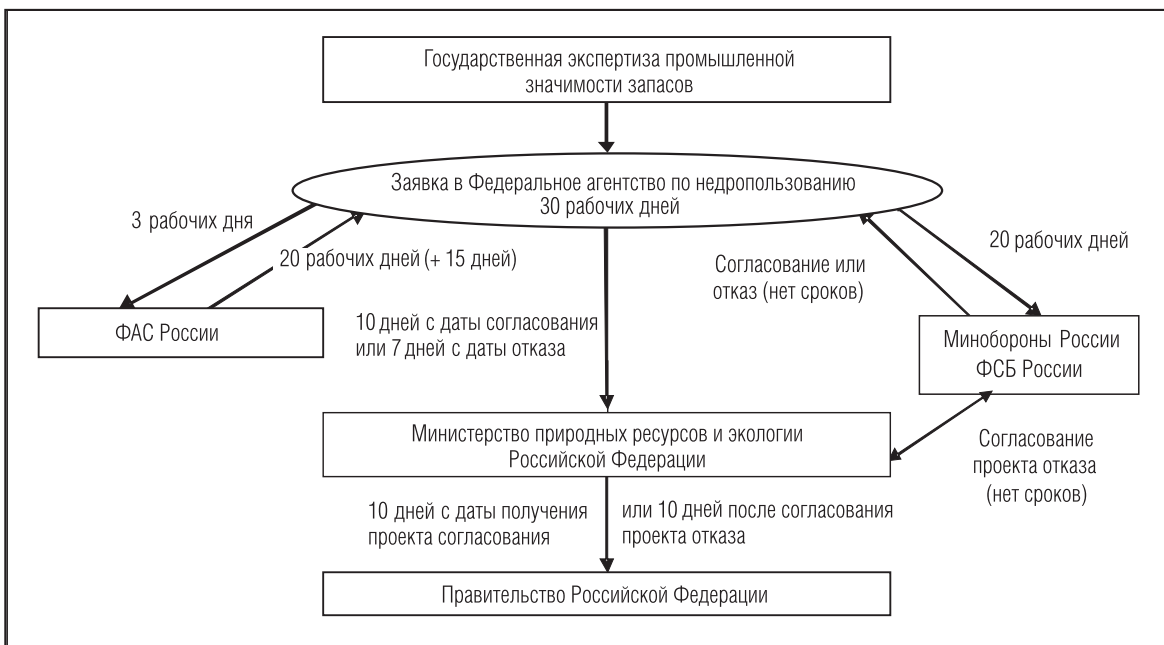 Государственная экспертиза промышленной
значимости запасов
Заявка в Федеральное агентство по недропользованию
30 рабочих дней
3 рабочих дня
20 рабочих дней (+ 15 дней)
Согласование или
отказ (нет сроков)
20 рабочих дней
ФАС России
10 дней с даты согласования
или 7 дней с даты отказа
Минобороны России
ФСБ России
Министерство природных ресурсов и экологии
Российской Федерации
Согласование
проекта отказа
(нет сроков)
10 дней с даты получения
проекта согласования
или 10 дней после согласования
проекта отказа
Правительство Российской Федерации